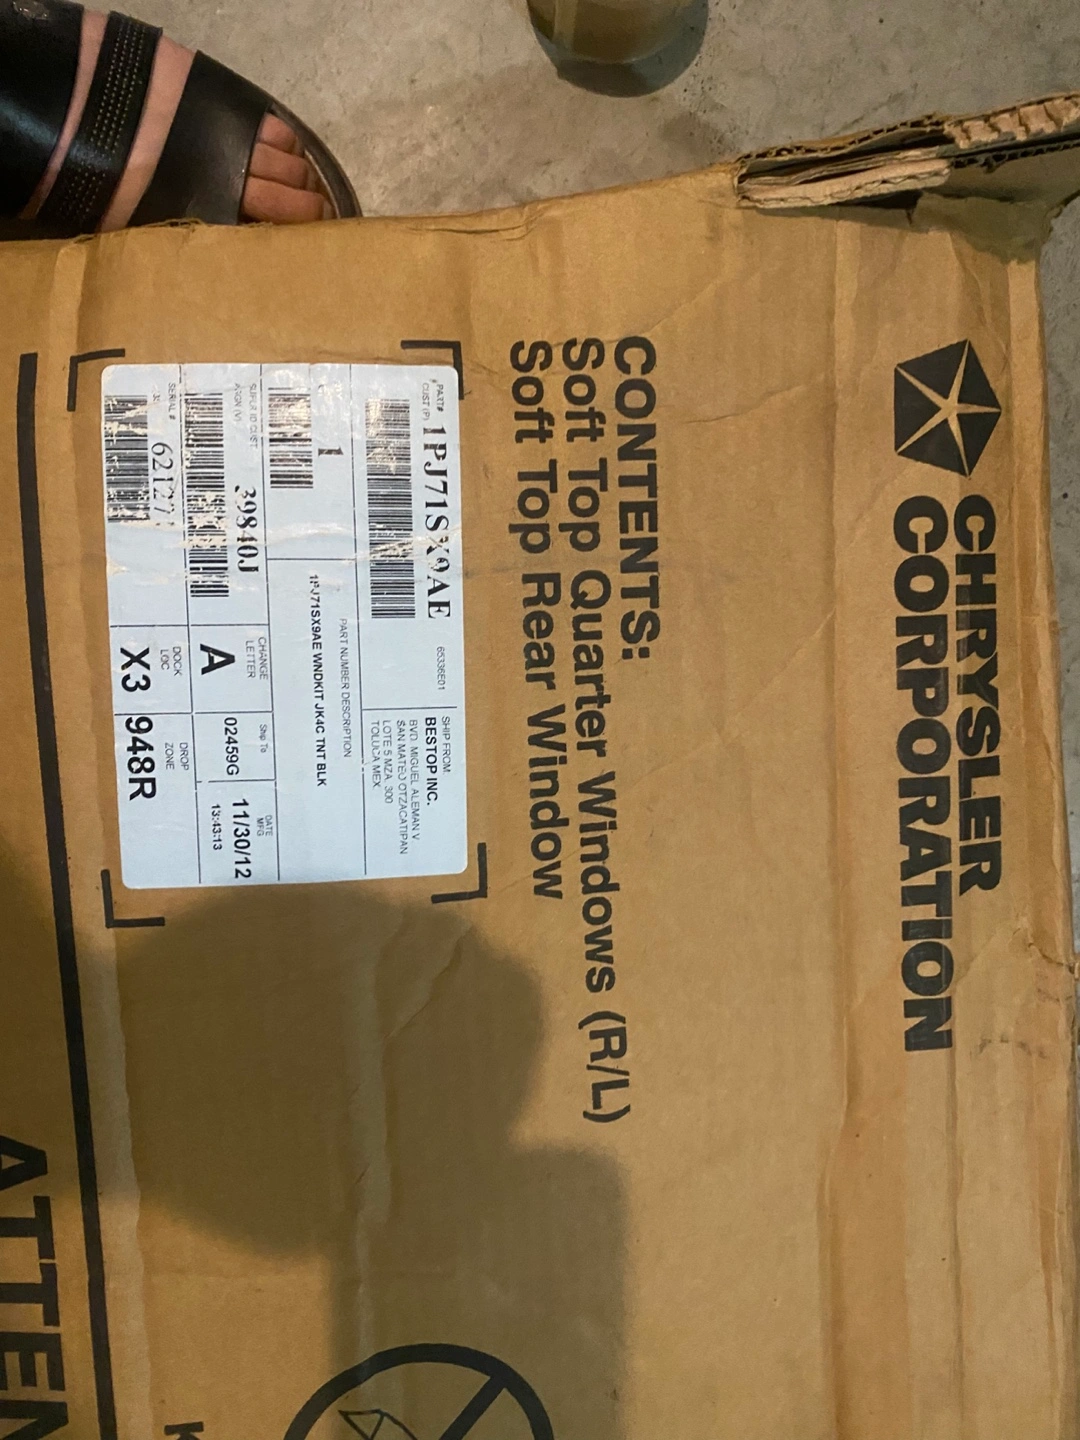 CHRYSLER
CORPORATION
CONTENTS:
Soft Top Quarter Windows (R/L)
Soft Top Rear Window
PART#
CUST (P)
1PJ71SX9AE
65336E01
SHIP FROM
BESTOP INC.
BVD. MIGUEL ALEMAN V
SAN MATEO OTZACATIPAN
LOTE 5 MZA. 300
TOLUCA MEX.
1
PART NUMBER DESCRIPTION
1PJ71SX9AE WNDKIT JK4C TNT BLK
39840J
CHANGE
LETTER
A
Ship To
02459G
DATE
MFG
11/30/12
13:43:13
SERIAL #
62127
DOCK
LOC
X3
DROP
ZONE
948R
ATTEN
K